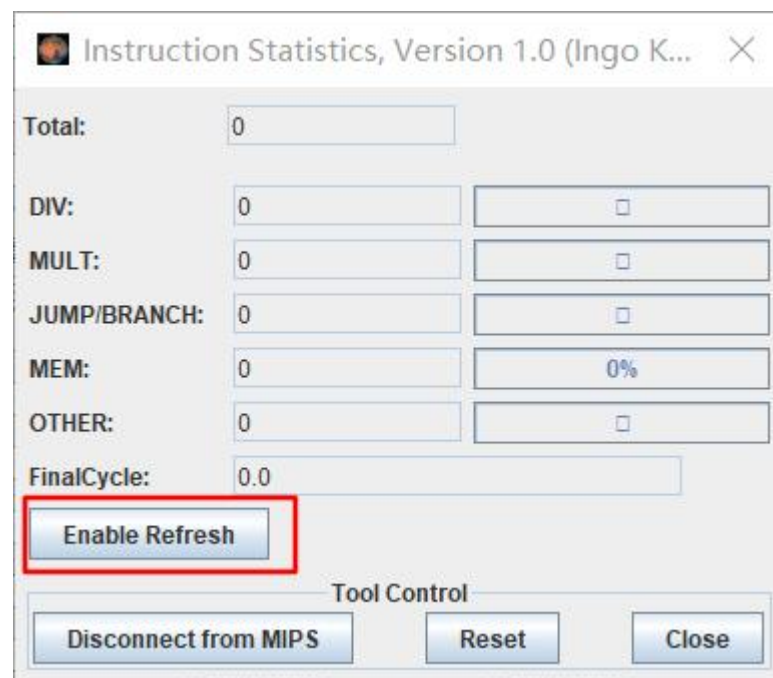 Instruction Statistics, Version 1.0 (Ingo K...
Total: 0
DIV: 0 □
MULT: 0 □
JUMP/BRANCH: 0 □
MEM: 0 0%
OTHER: 0 □
FinalCycle: 0.0
Enable Refresh
Tool Control
Disconnect from MIPS Reset Close